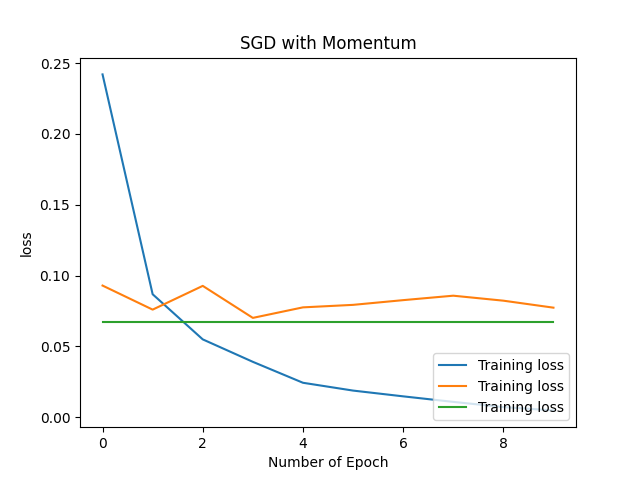 SGD with Momentum
loss
0.25
0.20
0.15
0.10
0.05
0.00
Training loss
Training loss
Training loss
0 2 4 6 8
Number of Epoch